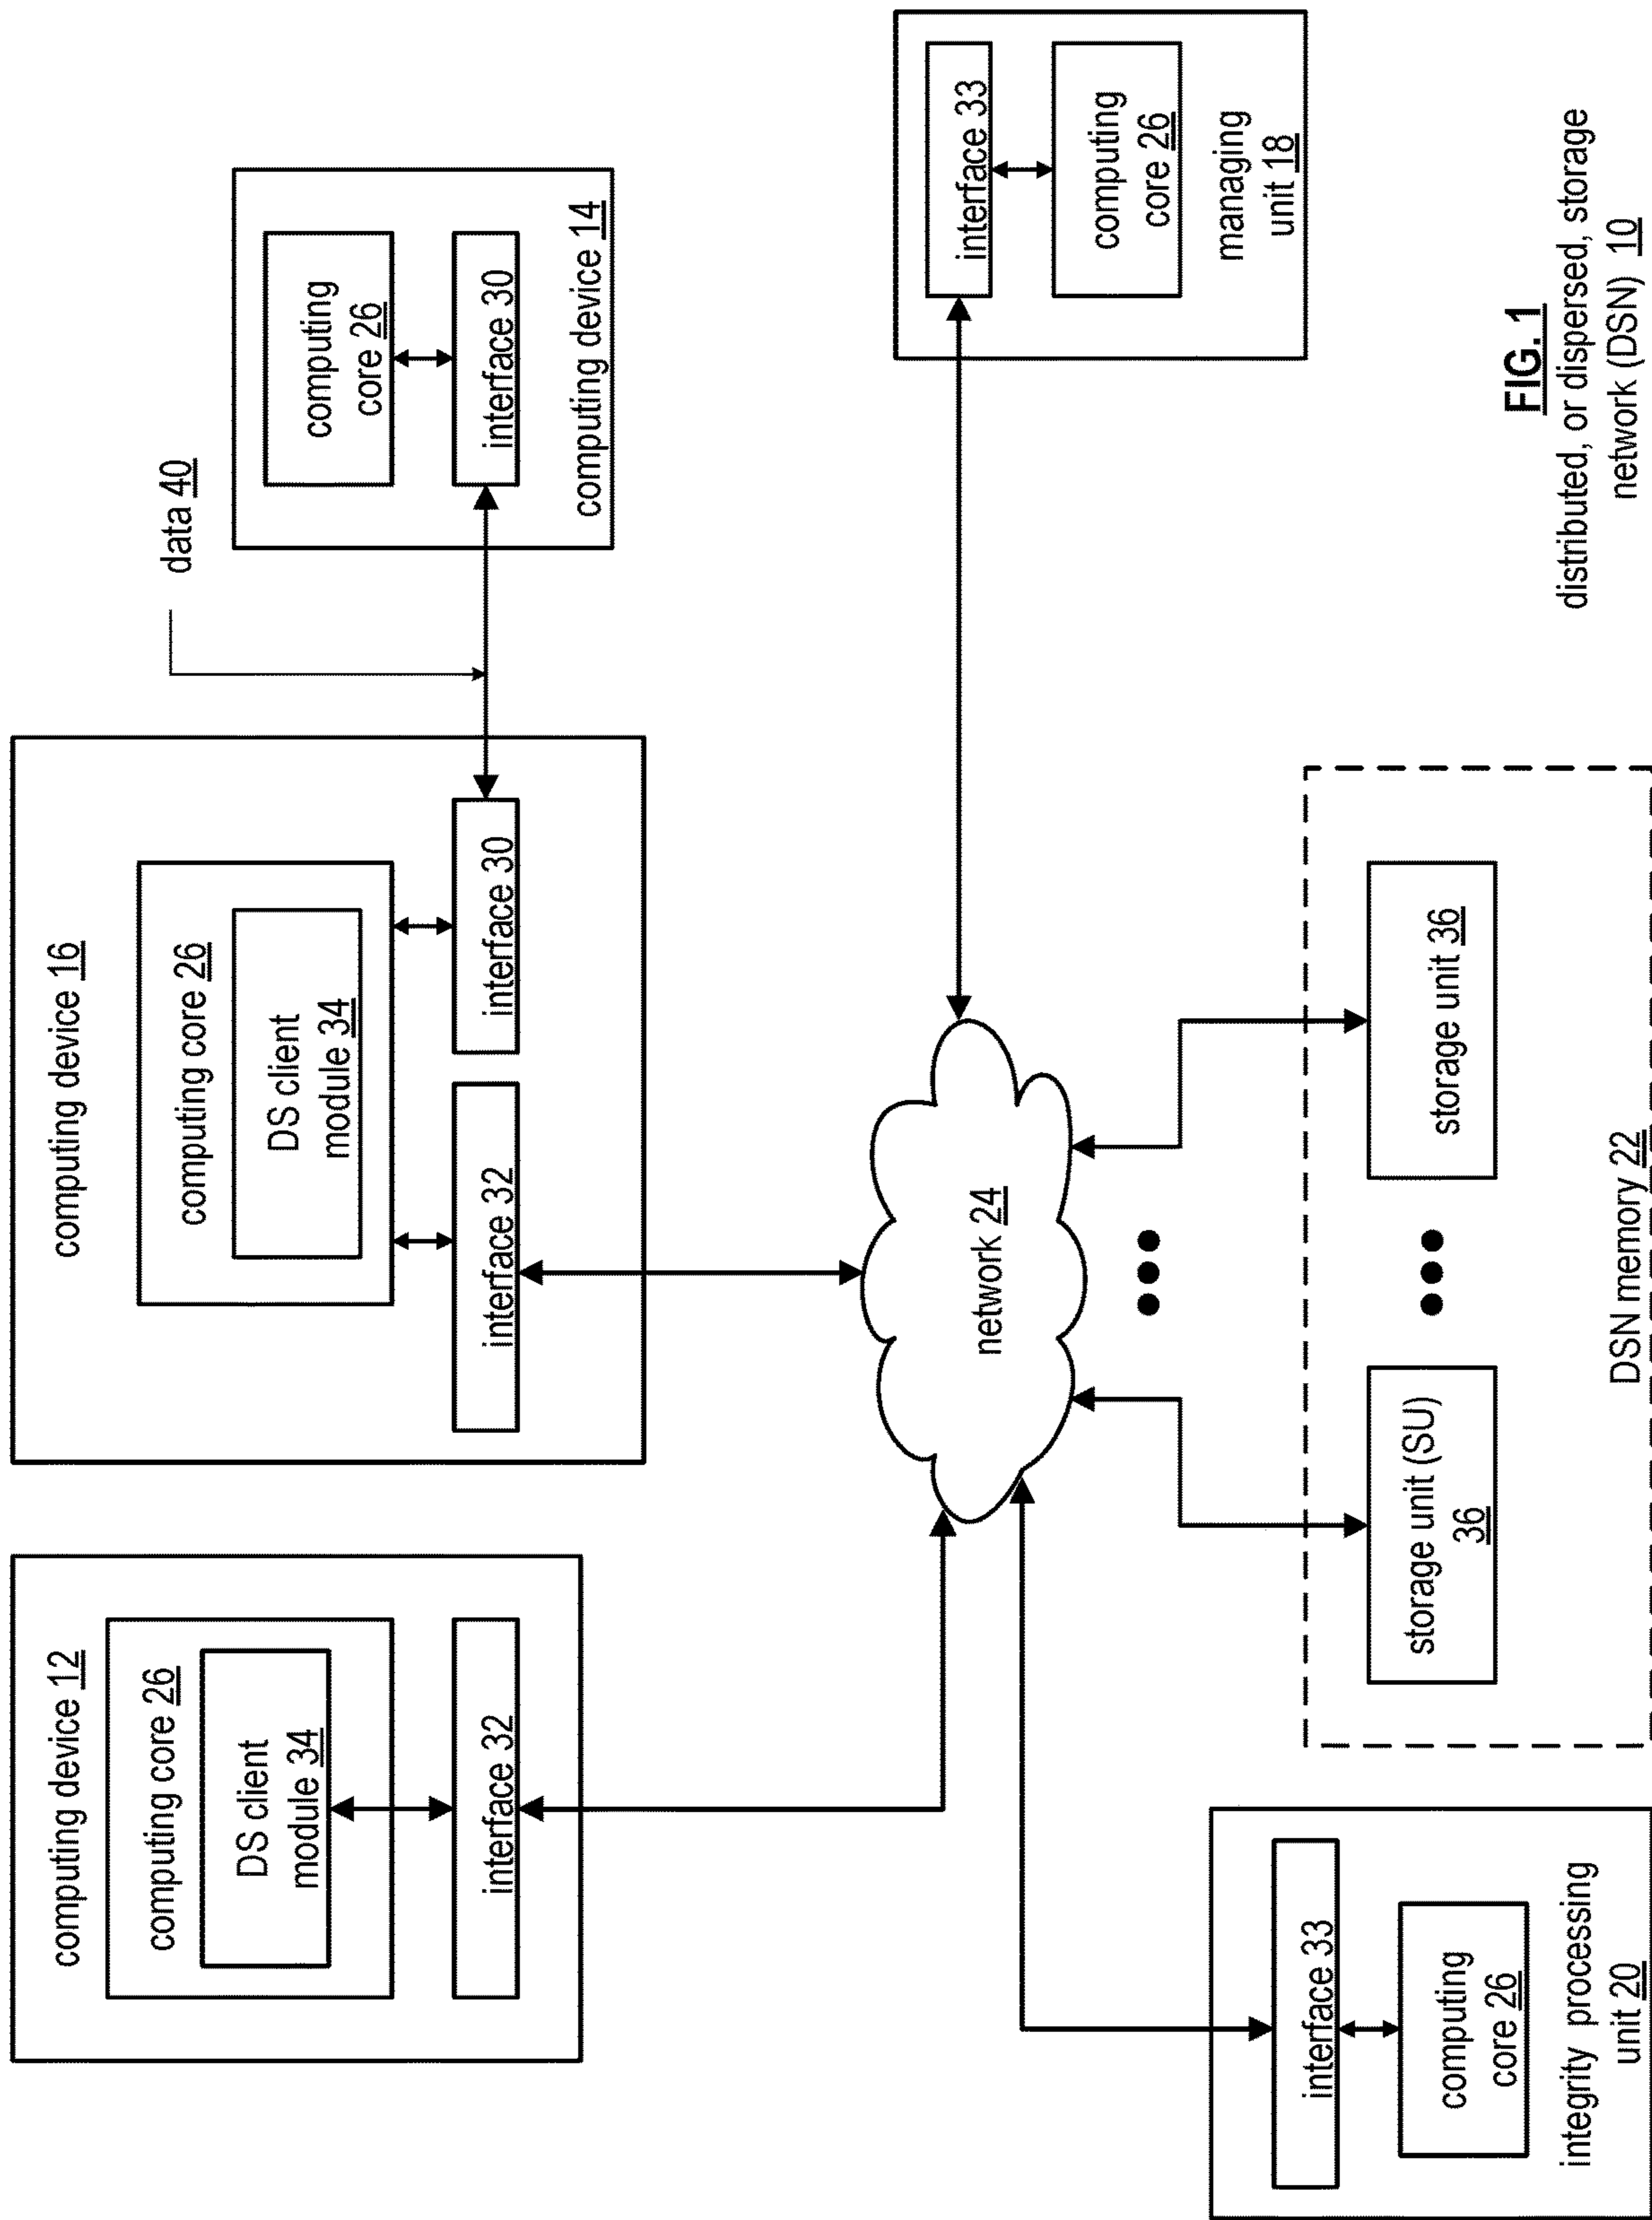 computing device 12
computing core 26
DS client
module 34
interface 32
computing device 16
computing core 26
DS client
module 34
interface 32
interface 30
data 40
computing
core 26
interface 30
computing device 14
network 24
interface 33
computing
core 26
managing
unit 18
interface 33
computing
core 26
integrity processing
unit 20
storage unit (SU)
36
storage unit 36
DSN memory 22
FIG. 1
distributed, or dispersed, storage
network (DSN) 10